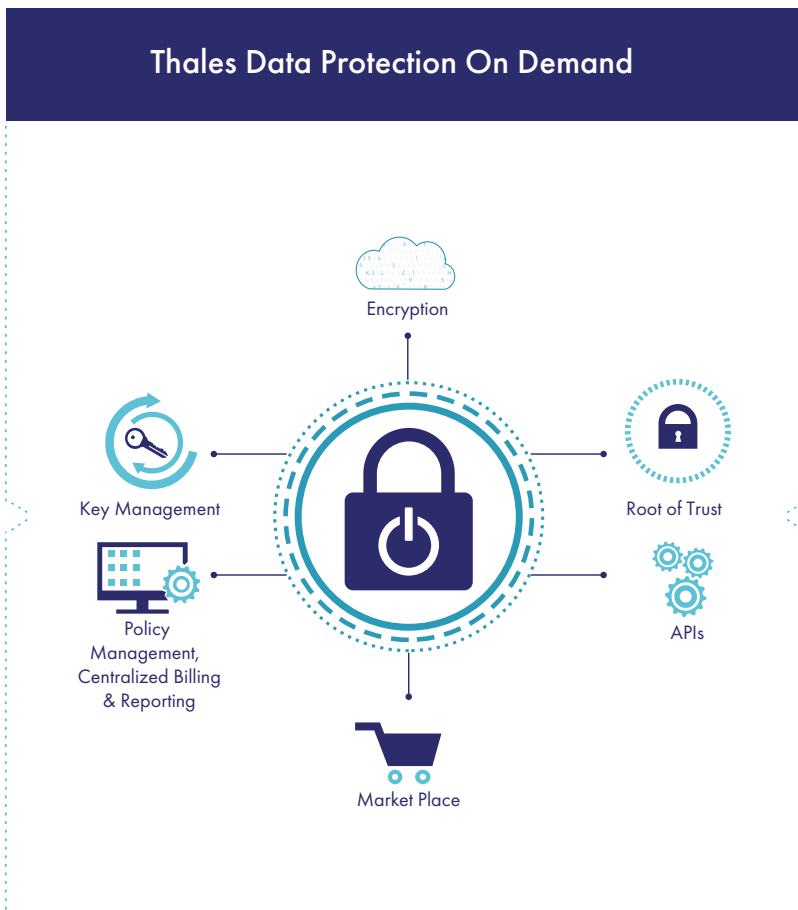 Thales Data Protection On Demand
Encryption
Key Management
Root of Trust
Policy
Management,
Centralized Billing
& Reporting
APIs
Market Place